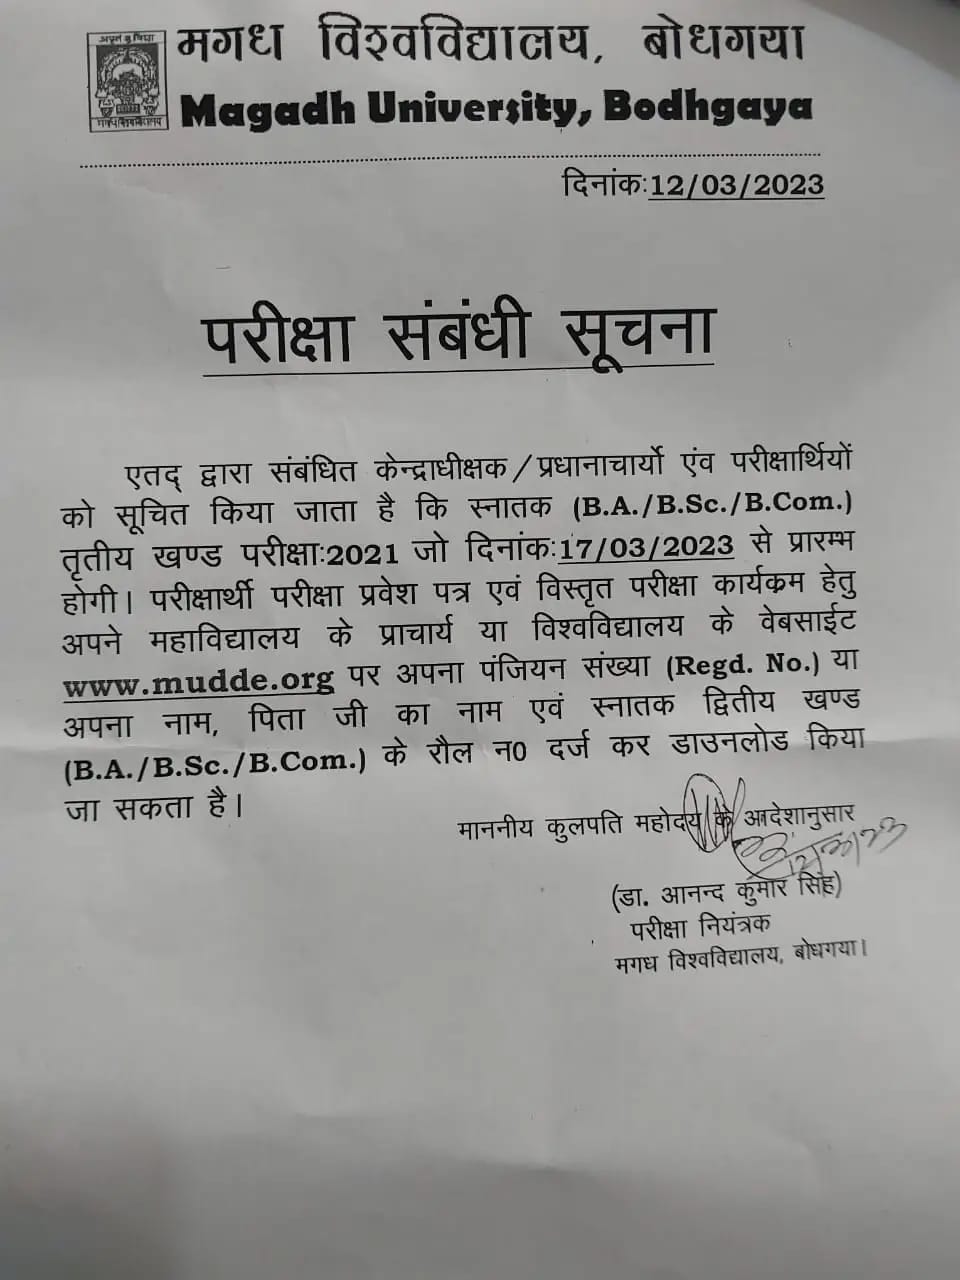 मगध विश्वविद्यालय, बोधगया
Magadh University, Bodhgaya
दिनांक:12/03/2023
परीक्षा संबंधी सूचना
एतद् द्वारा संबंधित केन्द्राधीक्षक/प्रधानाचार्यो एंव परीक्षार्थियों
को सूचित किया जाता है कि स्नातक (B.A./B.Sc./B.Com.)
तृतीय खण्ड परीक्षा:2021 जो दिनांक:17/03/2023 से प्रारम्भ
होगी। परीक्षार्थी परीक्षा प्रवेश पत्र एवं विस्तृत परीक्षा कार्यक्रम हेतु
अपने महाविद्यालय के प्राचार्य या विश्वविद्यालय के वेबसाईट
www.mudde.org पर अपना पंजियन संख्या (Regd. No.) या
अपना नाम, पिता जी का नाम एवं स्नातक द्वितीय खण्ड
(B.A./B.Sc./B.Com.) के रौल न0 दर्ज कर डाउनलोड किया
जा सकता है।
माननीय कुलपति महोदय के आदेशानुसार
(डा. आनन्द कुमार सिंह)
परीक्षा नियंत्रक
मगध विश्वविद्यालय, बोधगया।